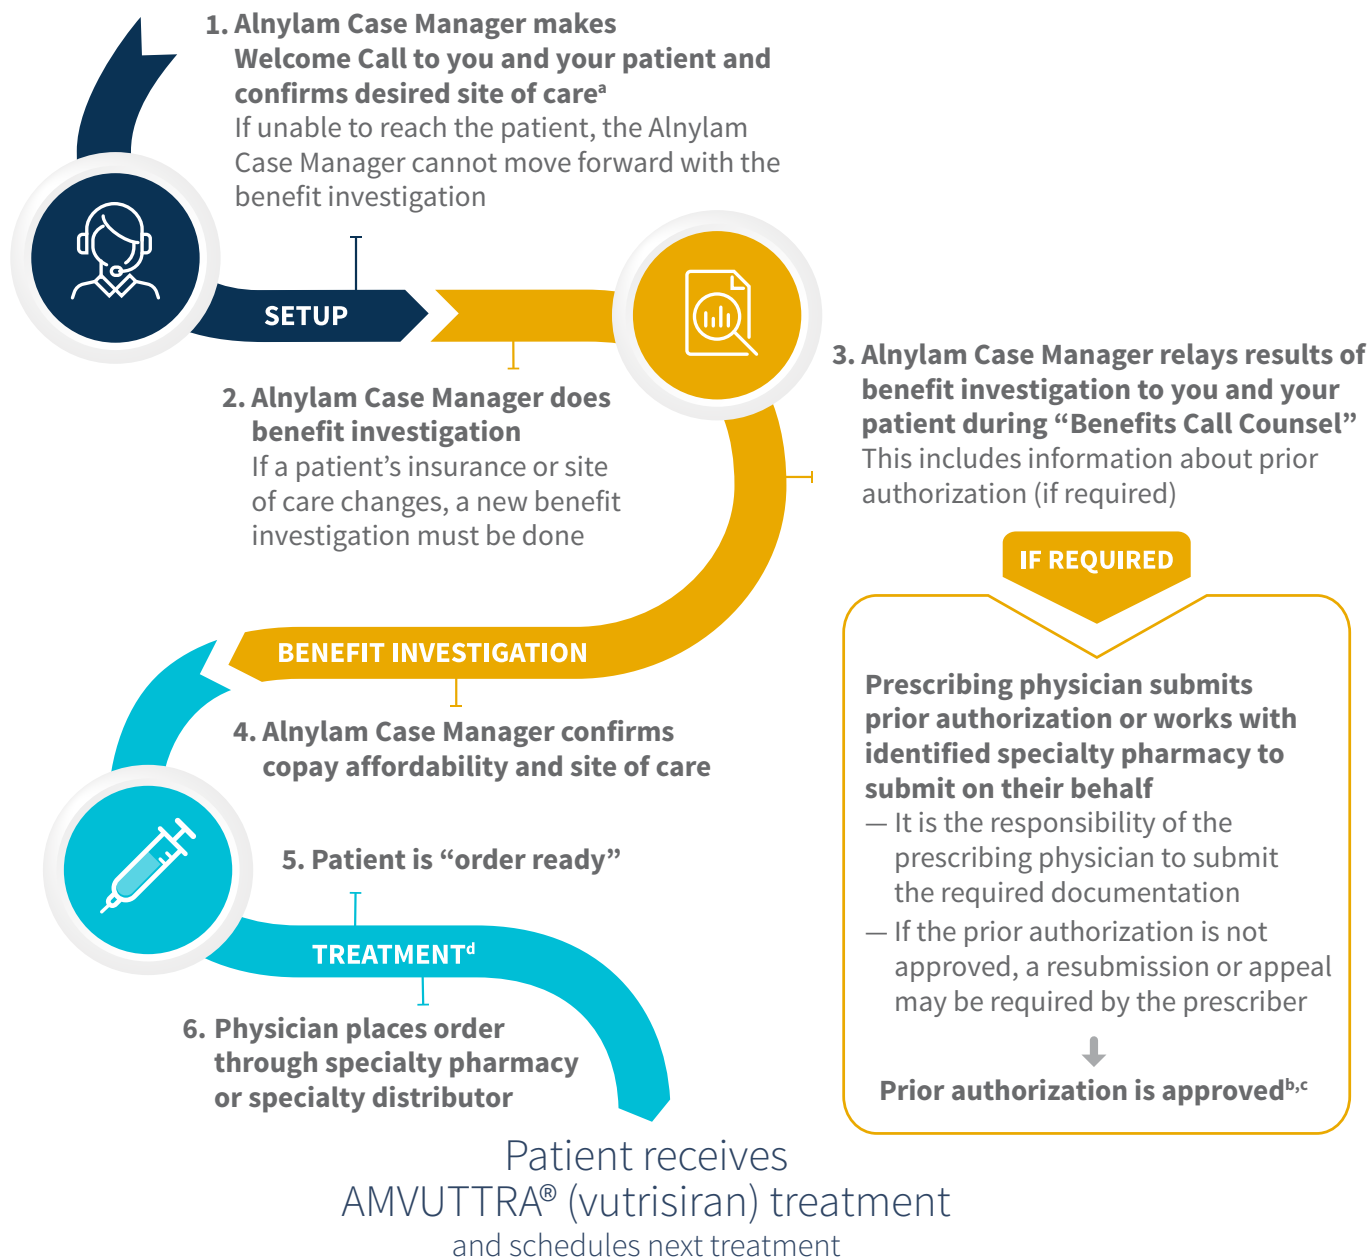 1. Alnylam Case Manager makes
Welcome Call to you and your patient and
confirms desired site of careᵃ
If unable to reach the patient, the Alnylam
Case Manager cannot move forward with the
benefit investigation
SETUP
2. Alnylam Case Manager does
benefit investigation
If a patient’s insurance or site
of care changes, a new benefit
investigation must be done
3. Alnylam Case Manager relays results of
benefit investigation to you and your
patient during “Benefits Call Counsel”
This includes information about prior
authorization (if required)
IF REQUIRED
Prescribing physician submits
prior authorization or works with
identified specialty pharmacy to
submit on their behalf
— It is the responsibility of the
prescribing physician to submit
the required documentation
— If the prior authorization is not
approved, a resubmission or appeal
may be required by the prescriber
Prior authorization is approvedᵇ,ᶜ
BENEFIT INVESTIGATION
4. Alnylam Case Manager confirms
copay affordability and site of care
5. Patient is “order ready”
TREATMENTᵈ
6. Physician places order
through specialty pharmacy
or specialty distributor
Patient receives
AMVUTTRA® (vutrisiran) treatment
and schedules next treatment